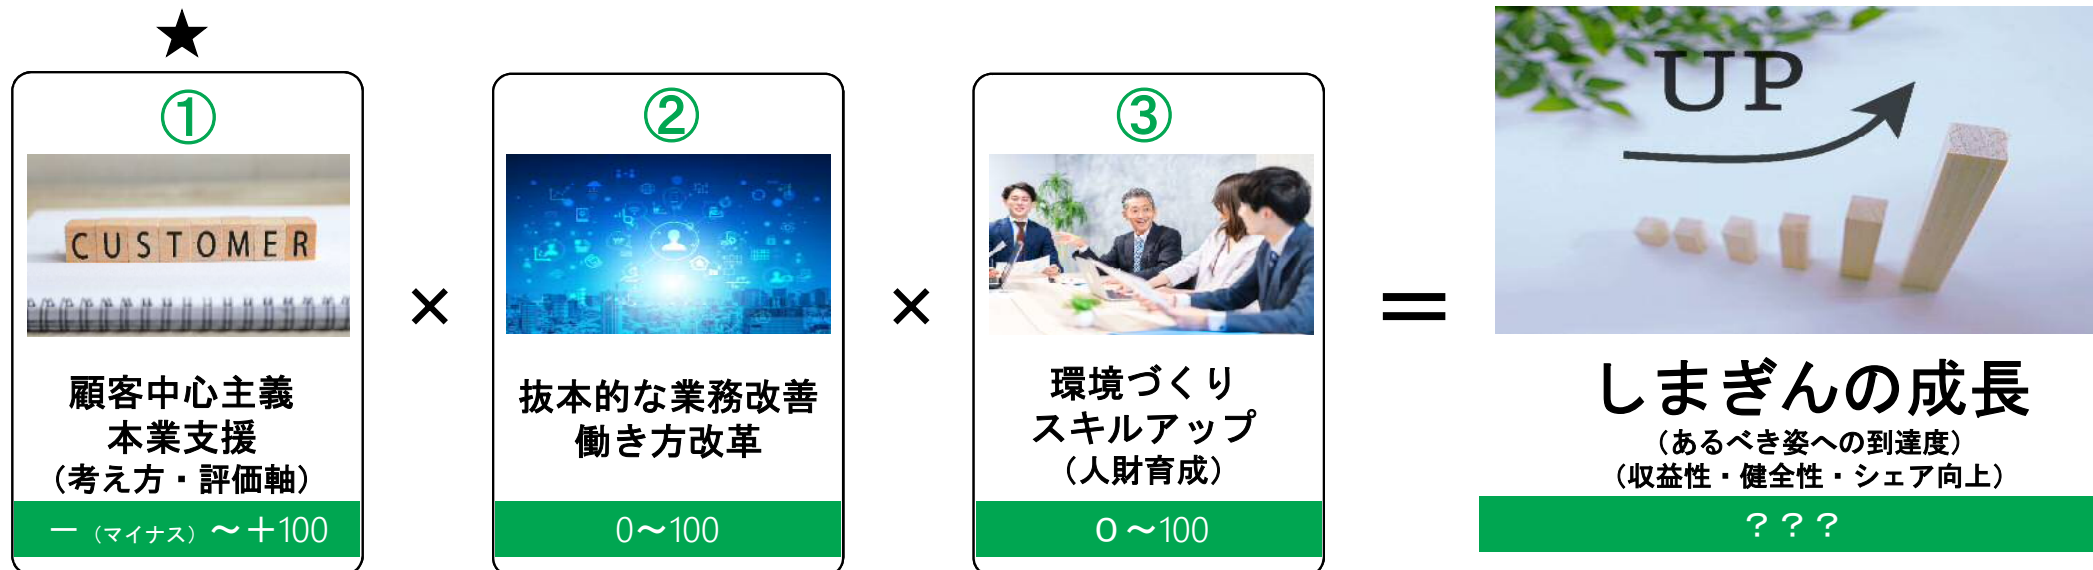 ★
①
CUSTOMER
顧客中心主義
本業支援
（考え方・評価軸）
－（マイナス）～＋100
×
②
抜本的な業務改善
働き方改革
0～100
×
③
環境づくり
スキルアップ
（人財育成）
０～100
＝
UP
しまぎんの成長
（あるべき姿への到達度）
（収益性・健全性・シェア向上）
？？？